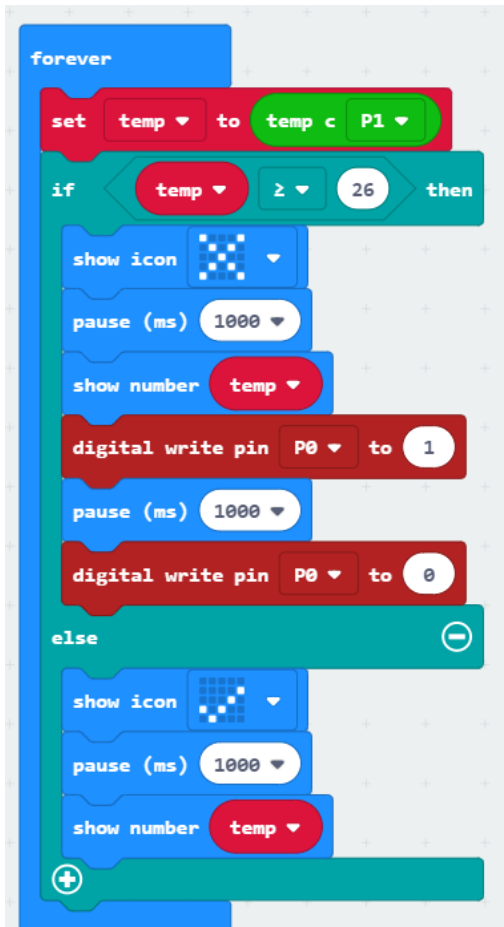 forever
set temp to temp c P1
if temp ≥ 26 then
show icon
pause (ms) 1000
show number temp
digital write pin P0 to 1
pause (ms) 1000
digital write pin P0 to 0
else
show icon
pause (ms) 1000
show number temp